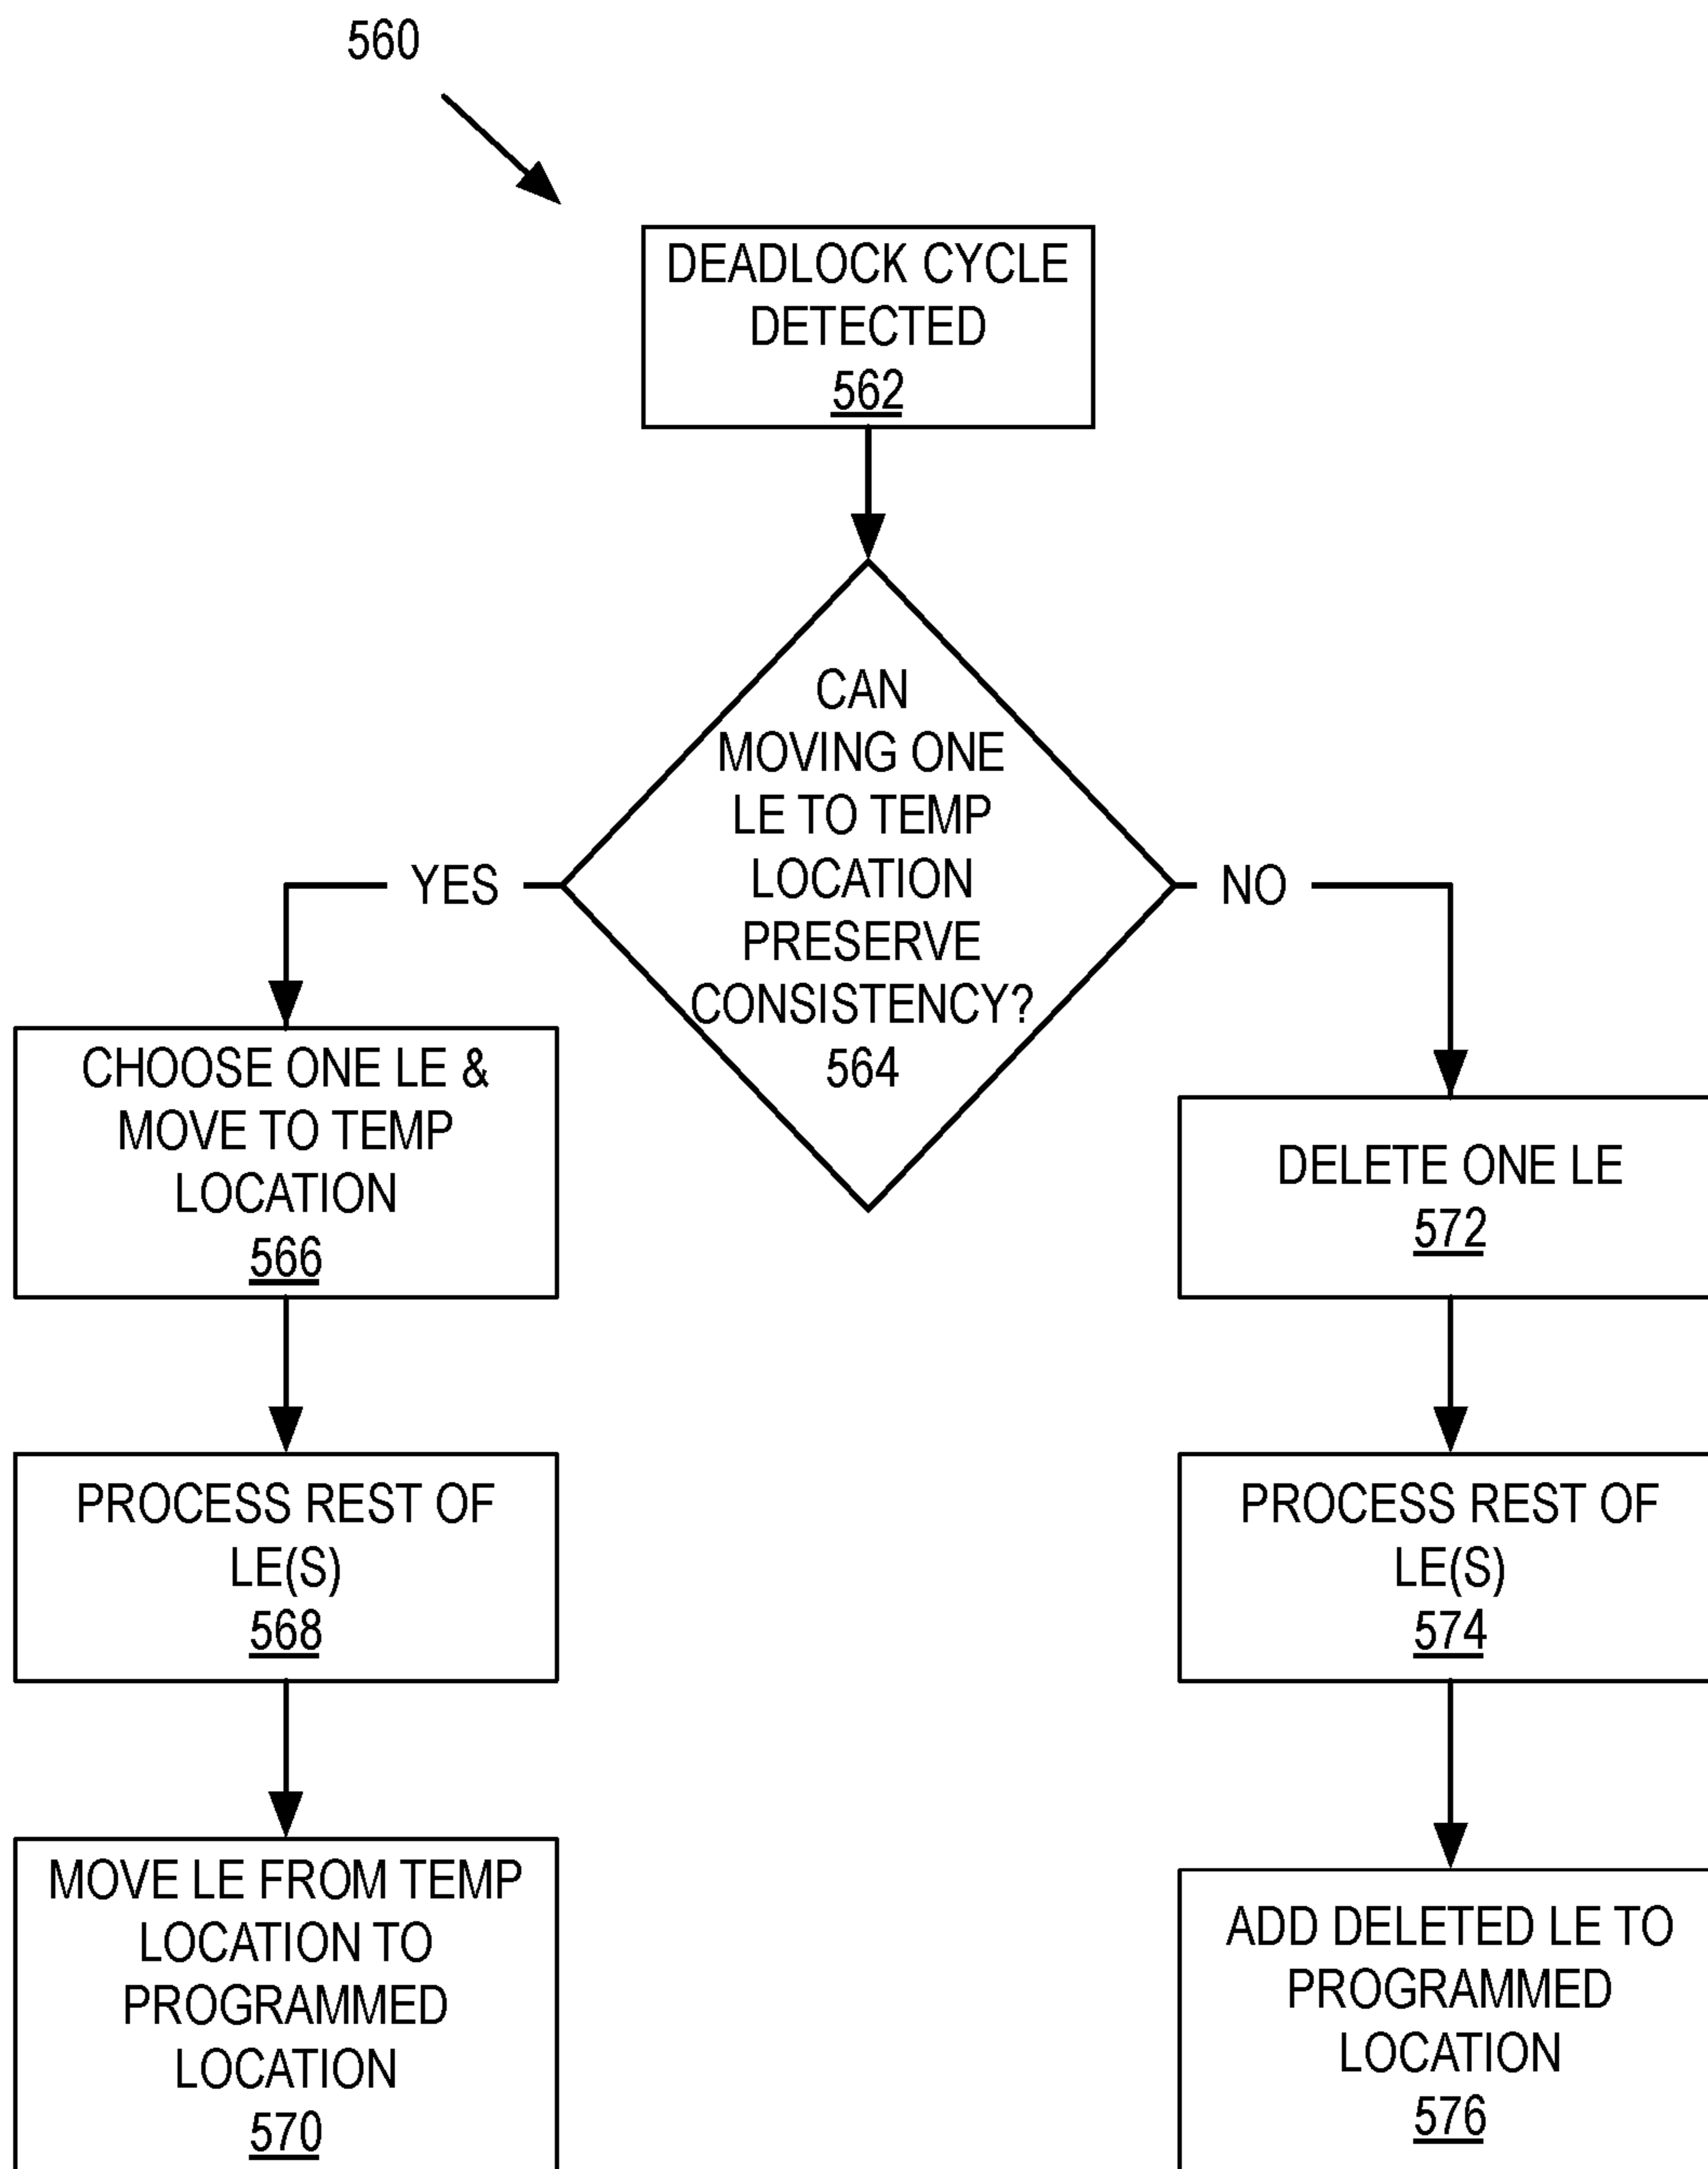 560
DEADLOCK CYCLE
DETECTED
562
CAN
MOVING ONE
LE TO TEMP
LOCATION
PRESERVE
CONSISTENCY?
564
YES
NO
CHOOSE ONE LE &
MOVE TO TEMP
LOCATION
566
DELETE ONE LE
572
PROCESS REST OF
LE(S)
568
PROCESS REST OF
LE(S)
574
MOVE LE FROM TEMP
LOCATION TO
PROGRAMMED
LOCATION
570
ADD DELETED LE TO
PROGRAMMED
LOCATION
576